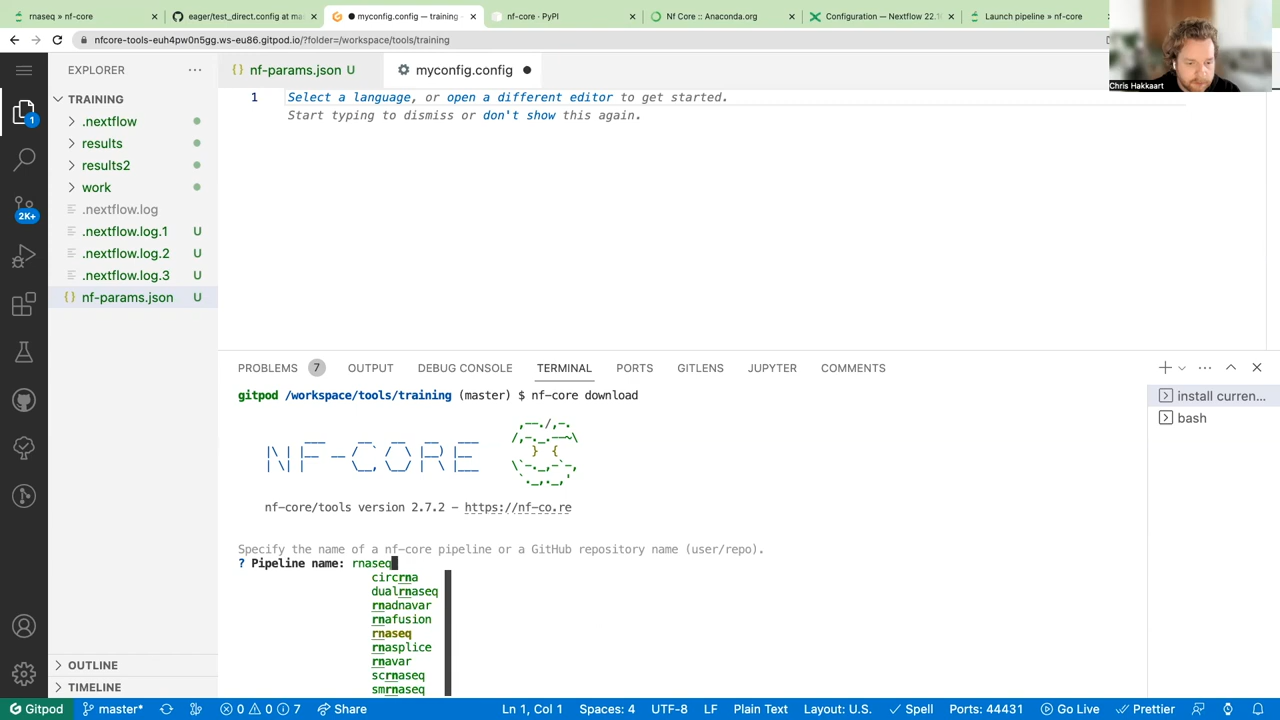 rnaseq » nf-core
eager/test_direct.config at ma
myconfig.config — training –
nf-core · PyPI
Nf Core :: Anaconda.org
Configuration — Nextflow 22.1
Launch pipeline » nf-core
nfcore-tools-euh4pw0n5gg.ws-eu86.gitpod.io/?folder=/workspace/tools/training
Chris Hakkaart
EXPLORER
nf-params.json U
myconfig.config
TRAINING
.nextflow
results
results2
work
.nextflow.log
.nextflow.log.1 U
.nextflow.log.2 U
.nextflow.log.3 U
nf-params.json U
OUTLINE
TIMELINE
1
2K+
1 Select a language, or open a different editor to get started.
Start typing to dismiss or don't show this again.
PROBLEMS 7 OUTPUT DEBUG CONSOLE TERMINAL PORTS GITLENS JUPYTER COMMENTS
install curren...
bash
gitpod /workspace/tools/training (master) $ nf-core download
nf-core/tools version 2.7.2 – https://nf-co.re
Specify the name of a nf-core pipeline or a GitHub repository name (user/repo).
? Pipeline name: rnaseq
circrna
dualrnaseq
rnadnavar
rnafusion
rnaseq
rnasplice
rnavar
scrnaseq
smrnaseq
Gitpod master* 0 0 7 Share Ln 1, Col 1 Spaces: 4 UTF-8 LF Plain Text Layout: U.S. Spell Ports: 44431 Go Live Prettier